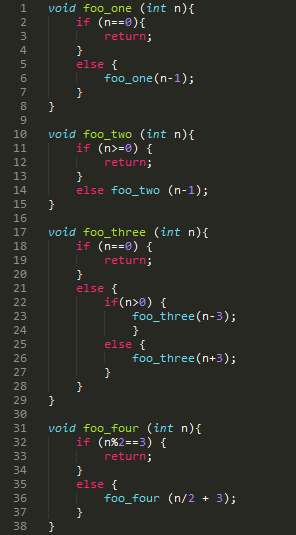 1 void foo_one (int n){
2 if (n==0){
3 return;
4 }
5 else {
6 foo_one(n-1);
7 }
8 }
9
10 void foo_two (int n){
11 if (n>=0) {
12 return;
13 }
14 else foo_two (n-1);
15 }
16
17 void foo_three (int n){
18 if (n==0) {
19 return;
20 }
21 else {
22 if(n>0) {
23 foo_three(n-3);
24 }
25 else {
26 foo_three(n+3);
27 }
28 }
29 }
30
31 void foo_four (int n){
32 if (n%2==3) {
33 return;
34 }
35 else {
36 foo_four (n/2 + 3);
37 }
38 }